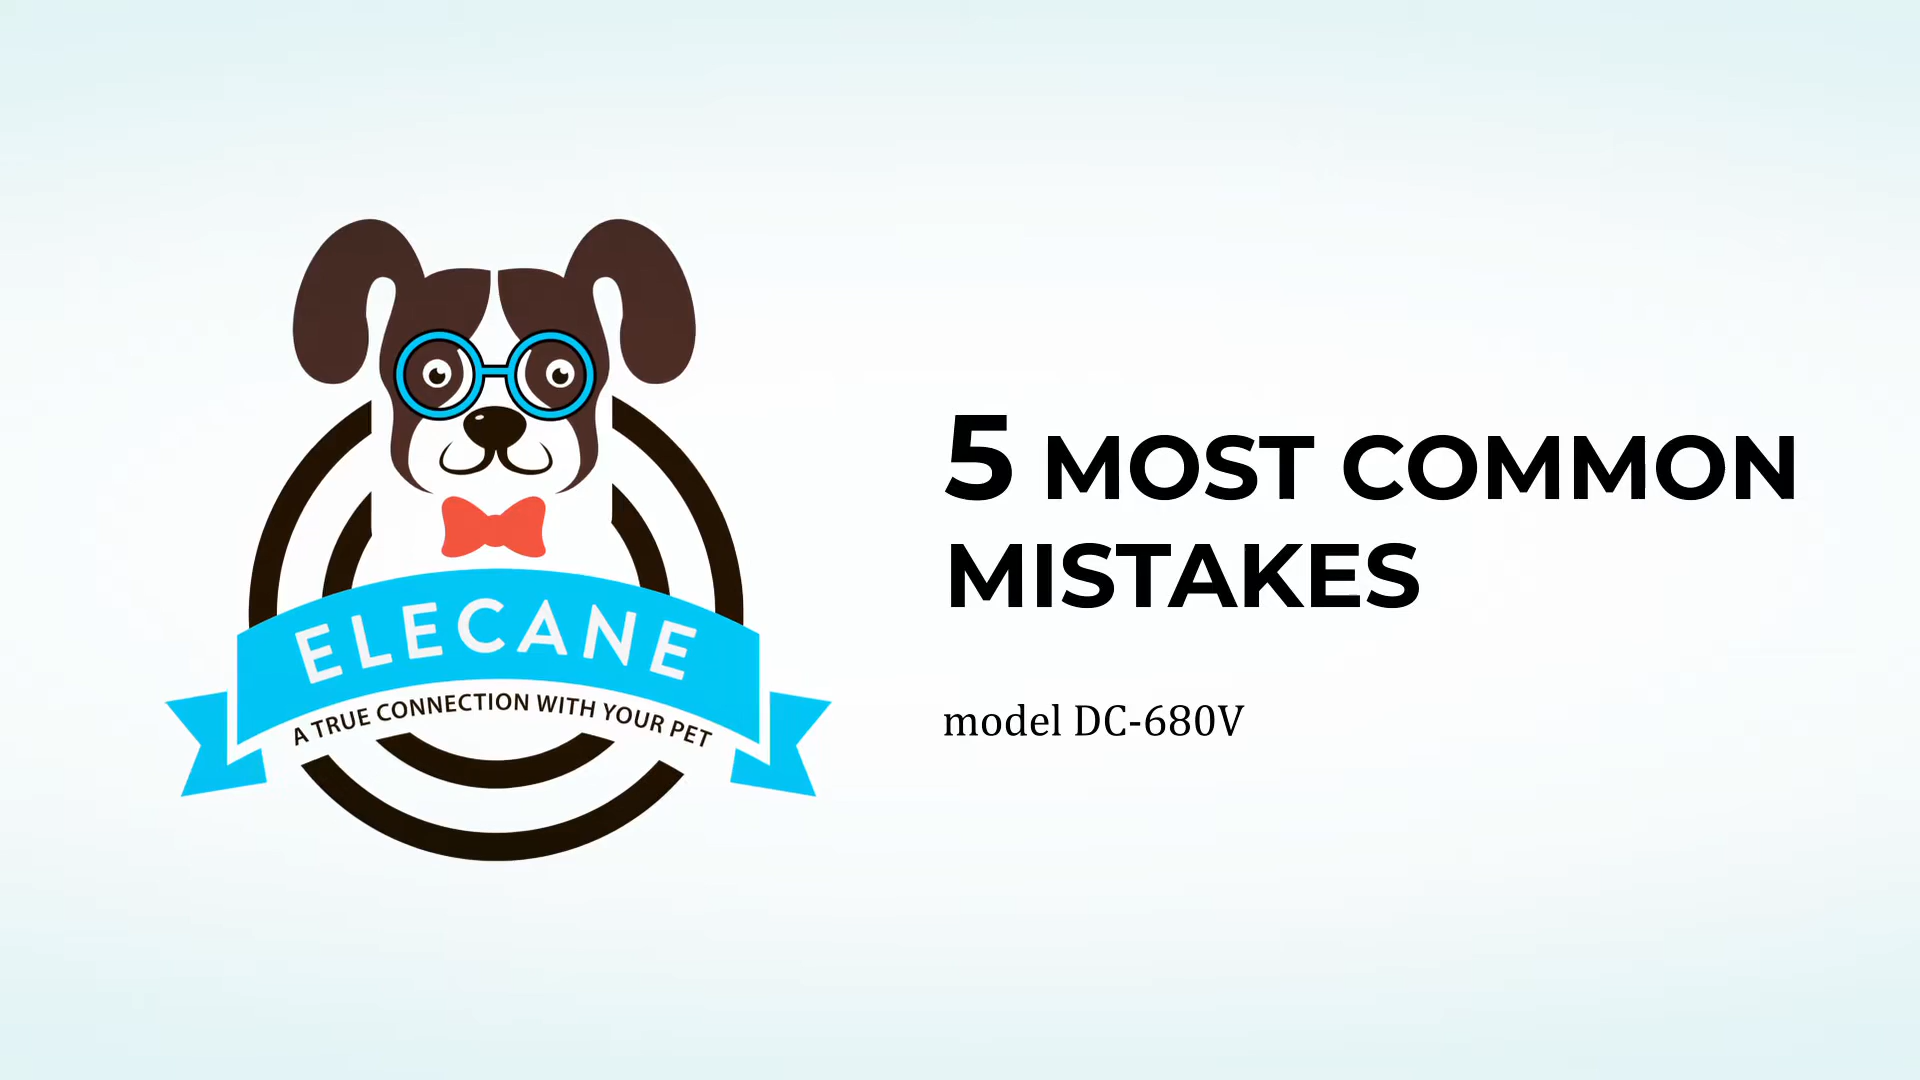 ELECANE
A TRUE CONNECTION WITH YOUR PET
5 MOST COMMON
MISTAKES
model DC-680V